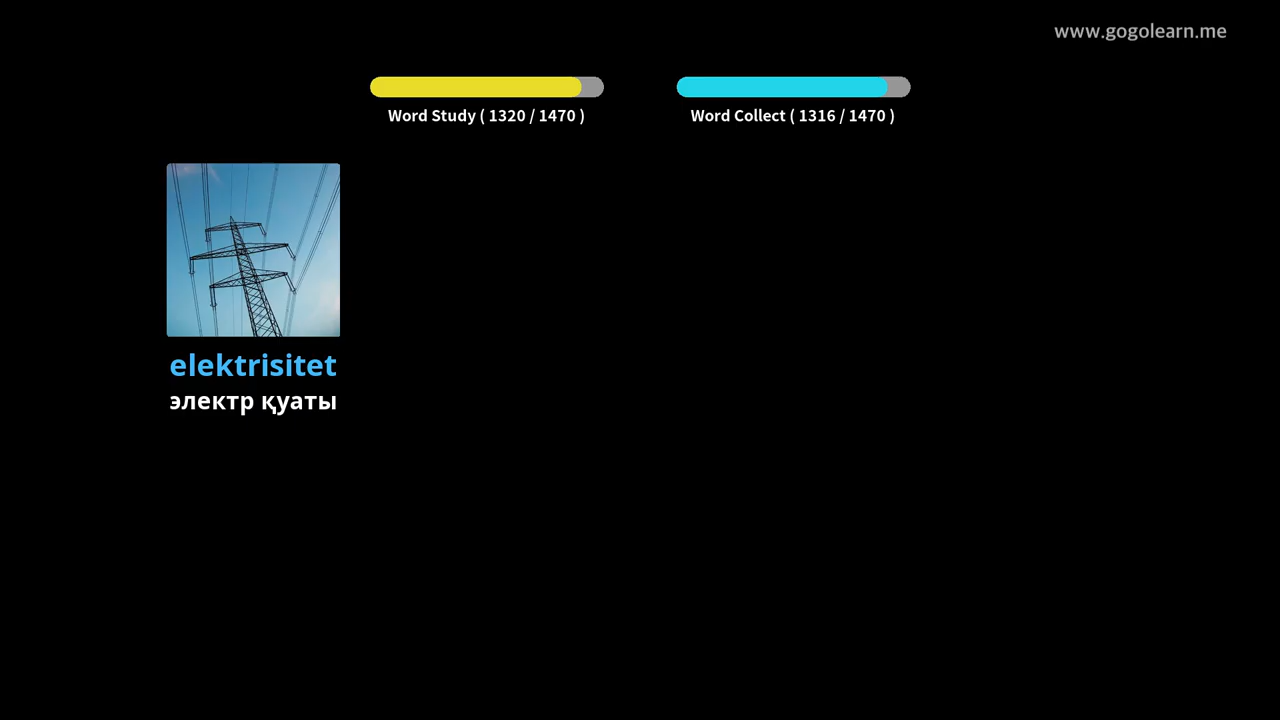 www.gogolearn.me
Word Study ( 1320 / 1470 )
Word Collect ( 1316 / 1470 )
elektrisitet
электр қуаты